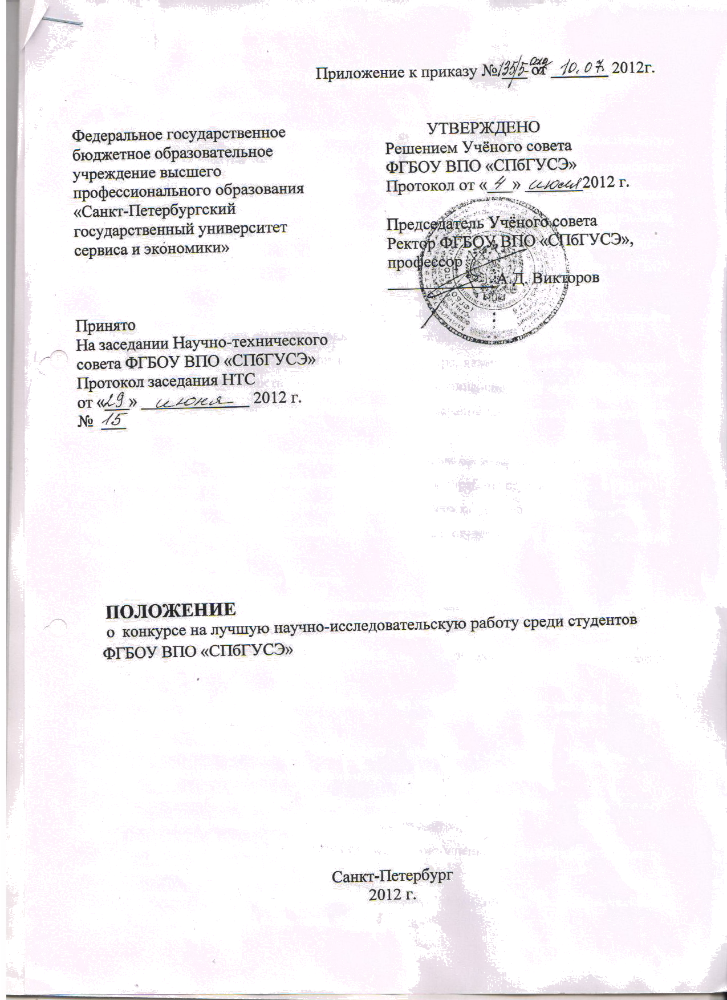 Приложение к приказу №135/5 от 10.07 2012г.
Федеральное государственное
бюджетное образовательное
учреждение высшего
профессионального образования
«Санкт-Петербургский
государственный университет
сервиса и экономики»
УТВЕРЖДЕНО
Решением Учёного совета
ФГБОУ ВПО «СПбГУСЭ»
Протокол от «4» июля 2012 г.
Председатель Учёного совета
Ректор ФГБОУ ВПО «СПбГУСЭ»,
профессор
А.Д. Викторов
Принято
На заседании Научно-технического
совета ФГБОУ ВПО «СПбГУСЭ»
Протокол заседания НТС
от «29» июня 2012 г.
№ 15
ПОЛОЖЕНИЕ
о конкурсе на лучшую научно-исследовательскую работу среди студентов
ФГБОУ ВПО «СПбГУСЭ»
Санкт-Петербург
2012 г.